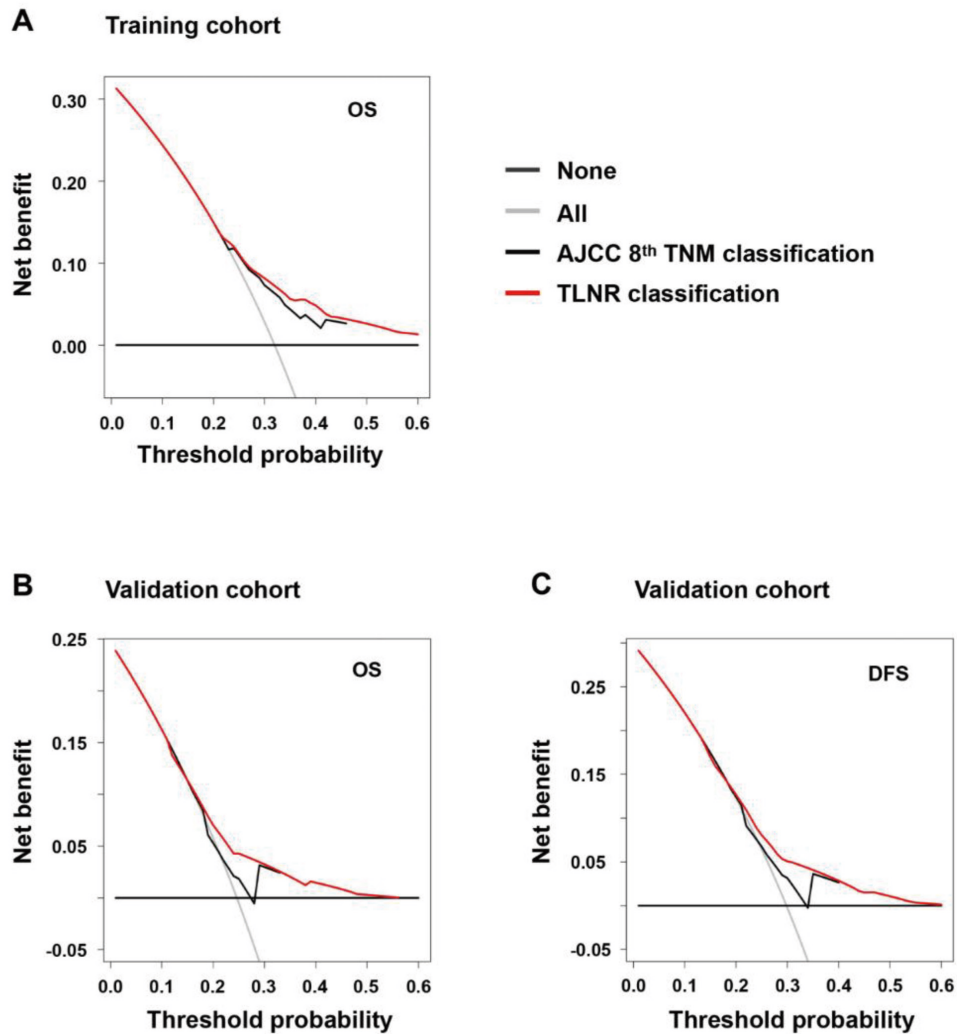 A Training cohort
OS
0.30
0.20
0.10
0.00
Net benefit
0.0 0.1 0.2 0.3 0.4 0.5 0.6
Threshold probability
None
All
AJCC 8th TNM classification
TLNR classification
B Validation cohort
OS
0.25
0.15
0.05
-0.05
Net benefit
0.0 0.1 0.2 0.3 0.4 0.5 0.6
Threshold probability
C Validation cohort
DFS
0.25
0.15
0.05
-0.05
Net benefit
0.0 0.1 0.2 0.3 0.4 0.5 0.6
Threshold probability